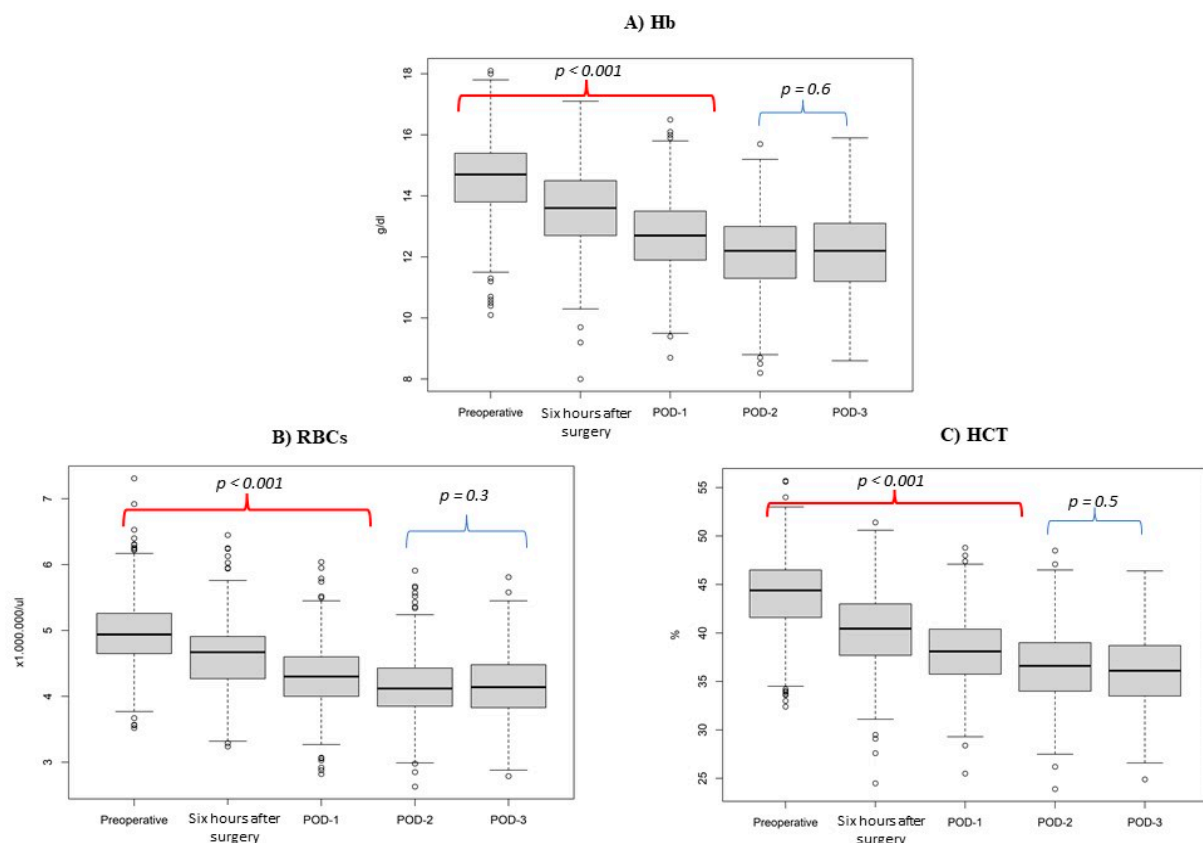 A) Hb
p < 0.001
p = 0.6
18
16
14
12
10
8
g/dl
Preoperative
Six hours after
surgery
POD-1
POD-2
POD-3
B) RBCs
p < 0.001
p = 0.3
7
6
5
4
3
x1.000.000/ul
Preoperative
Six hours after
surgery
POD-1
POD-2
POD-3
C) HCT
p < 0.001
p = 0.5
55
50
45
40
35
30
25
%
Preoperative
Six hours after
surgery
POD-1
POD-2
POD-3